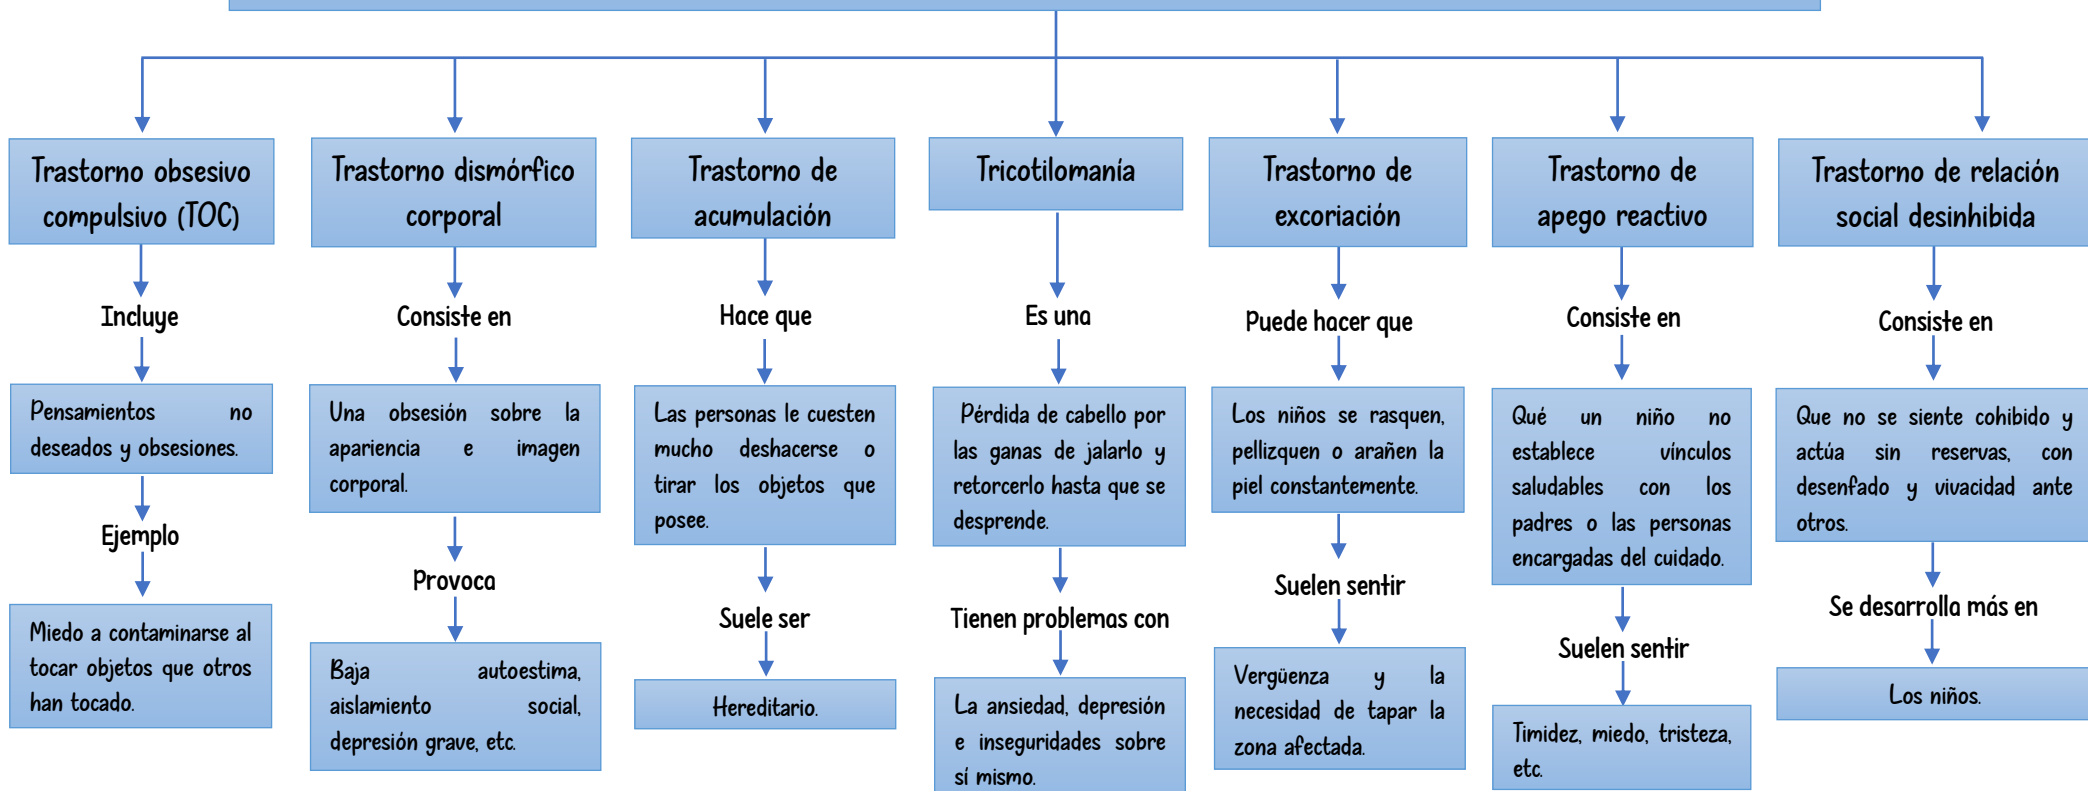 Trastorno obsesivo
compulsivo (TOC)
Incluye
Pensamientos no
deseados y obsesiones.
Ejemplo
Miedo a contaminarse al
tocar objetos que otros
han tocado.
Trastorno dismórfico
corporal
Consiste en
Una obsesión sobre la
apariencia e imagen
corporal.
Provoca
Baja autoestima,
aislamiento social,
depresión grave, etc.
Trastorno de
acumulación
Hace que
Las personas le cuesten
mucho deshacerse o
tirar los objetos que
posee.
Suele ser
Hereditario.
Tricotilomanía
Es una
Pérdida de cabello por
las ganas de jalarlo y
retorcerlo hasta que se
desprende.
Tienen problemas con
La ansiedad, depresión
e inseguridades sobre
sí mismo.
Trastorno de
excoriación
Puede hacer que
Los niños se rasquen,
pellizquen o arañen la
piel constantemente.
Suelen sentir
Vergüenza y la
necesidad de tapar la
zona afectada.
Trastorno de
apego reactivo
Consiste en
Qué un niño no
establece vínculos
saludables con los
padres o las personas
encargadas del cuidado.
Suelen sentir
Timidez, miedo, tristeza,
etc.
Trastorno de relación
social desinhibida
Consiste en
Que no se siente cohibido y
actúa sin reservas, con
desenfado y vivacidad ante
otros.
Se desarrolla más en
Los niños.